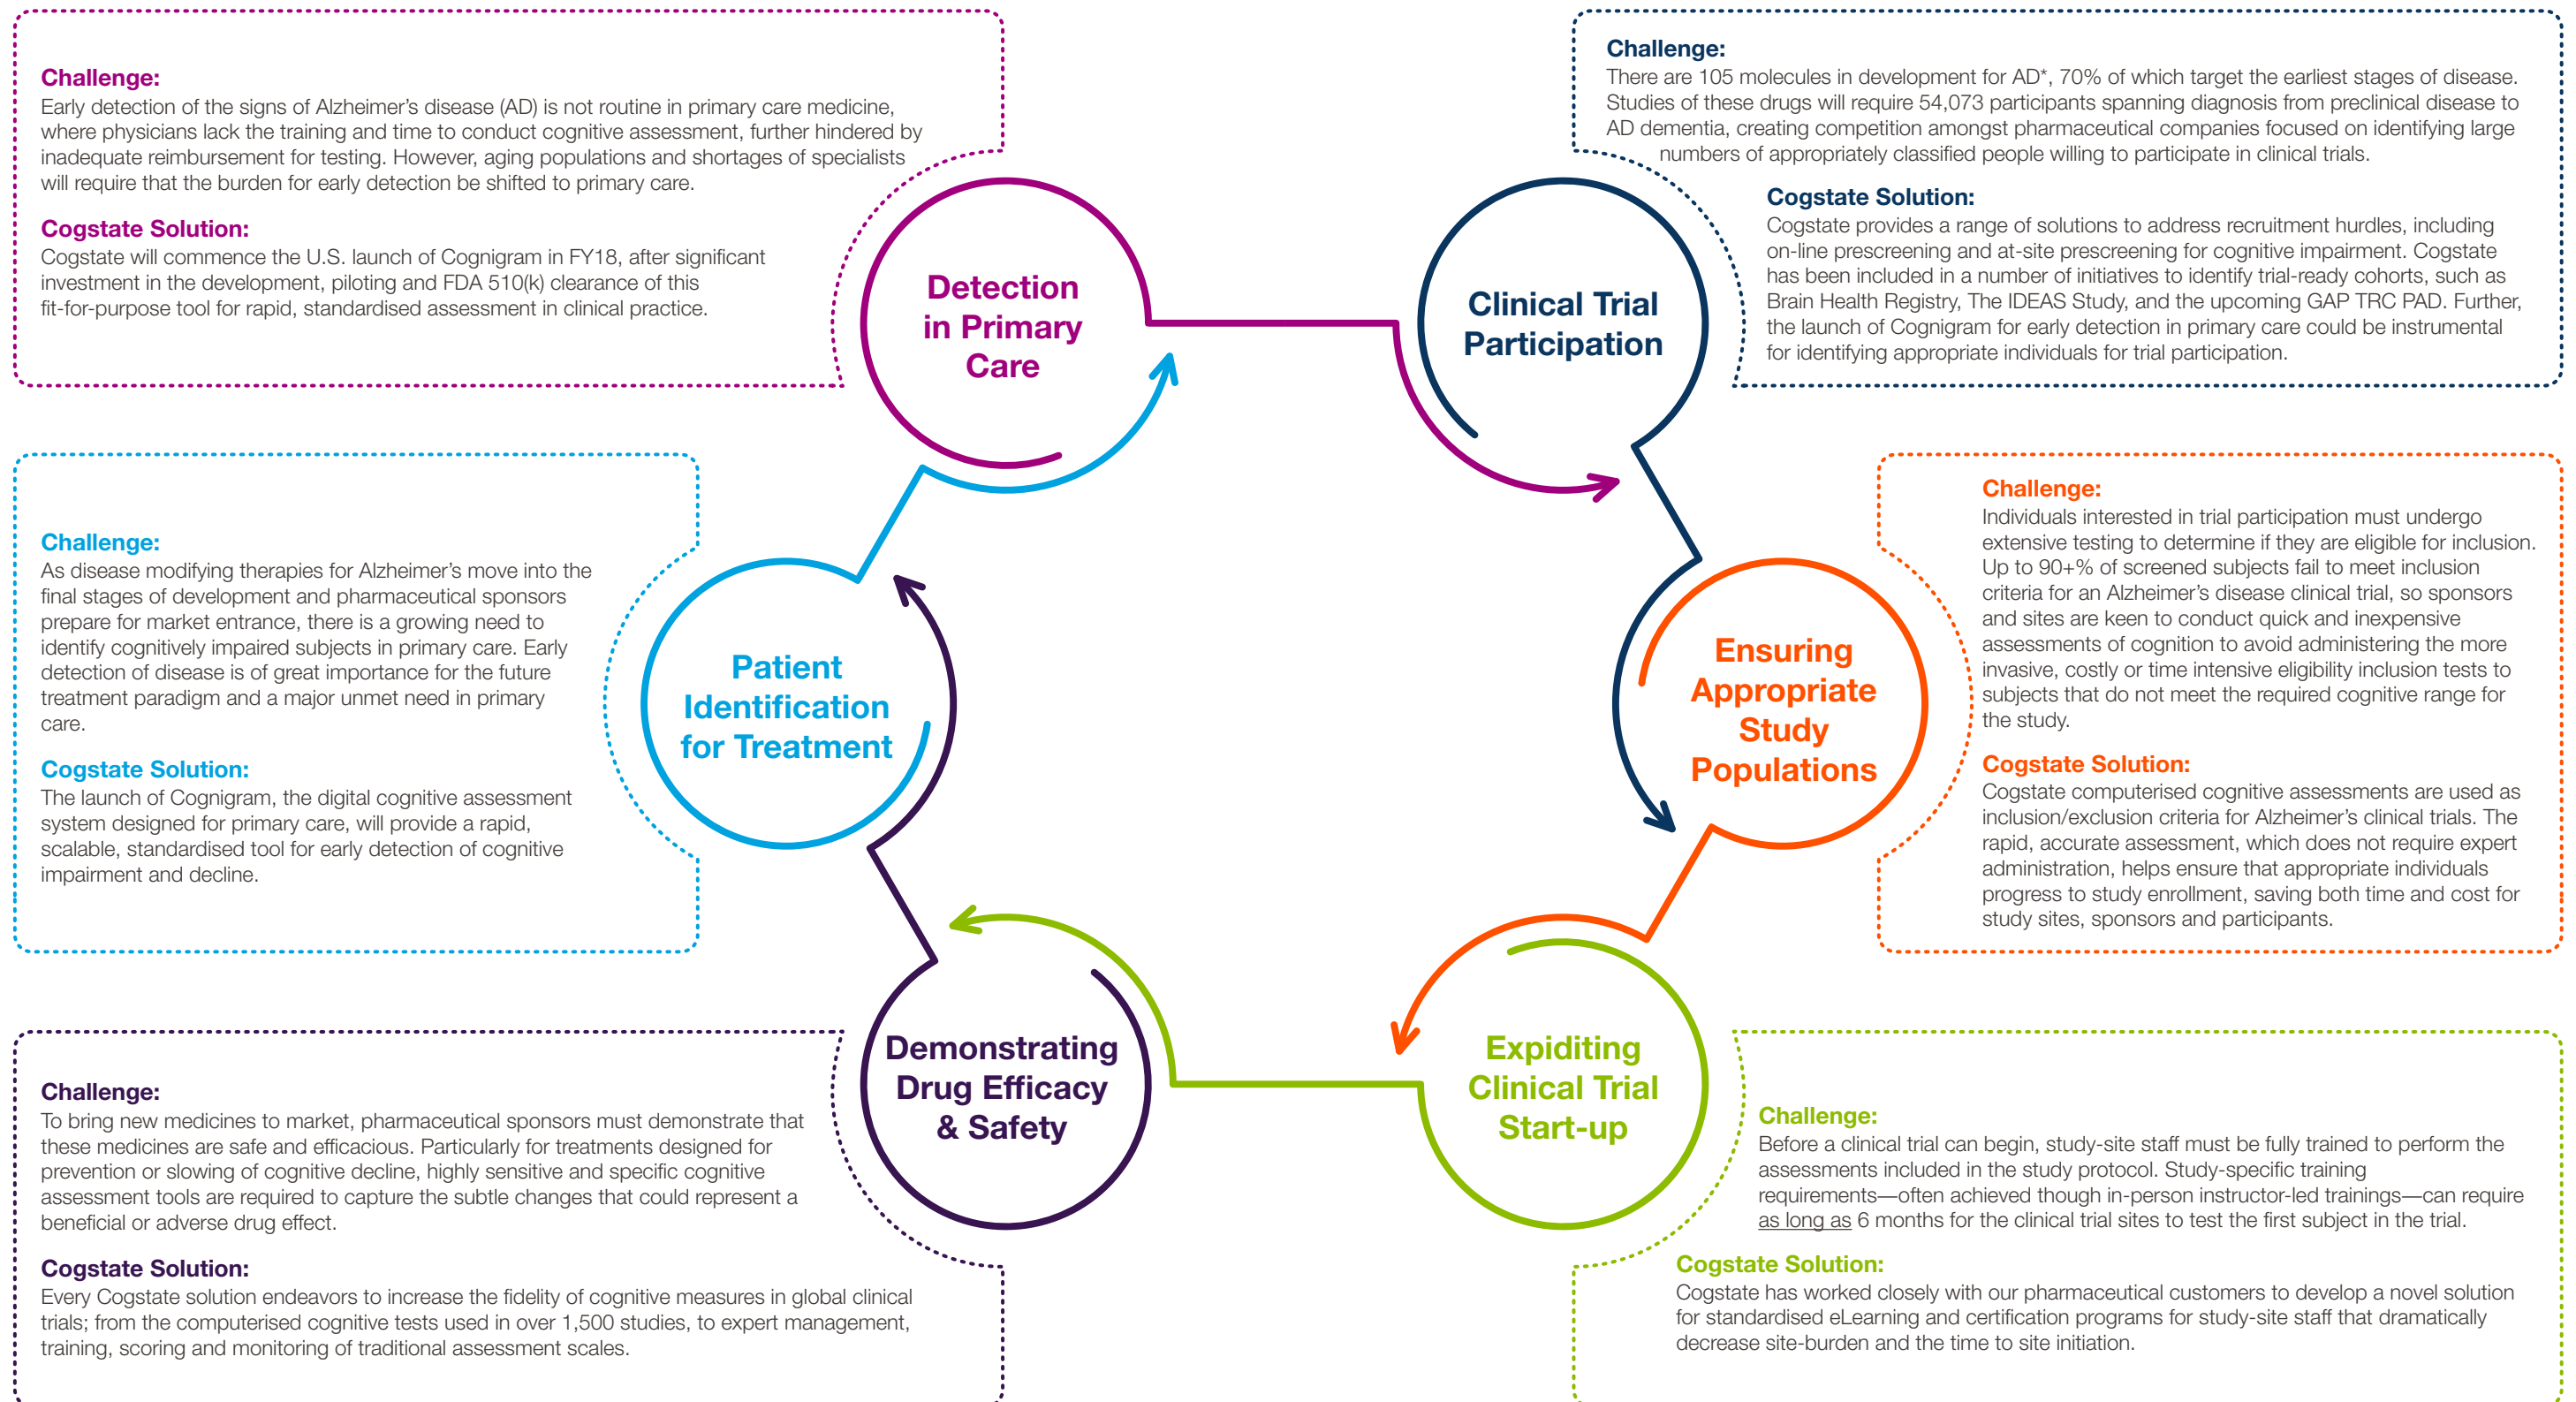 Challenge:
Early detection of the signs of Alzheimer's disease (AD) is not routine in primary care medicine,
where physicians lack the training and time to conduct cognitive assessment, further hindered by
inadequate reimbursement for testing. However, aging populations and shortages of specialists
will require that the burden for early detection be shifted to primary care.
Cogstate Solution:
Cogstate will commence the U.S. launch of Cognigram in FY18, after significant
investment in the development, piloting and FDA 510(k) clearance of this
fit-for-purpose tool for rapid, standardised assessment in clinical practice.
Detection
in Primary
Care
Clinical Trial
Participation
Challenge:
There are 105 molecules in development for AD*, 70% of which target the earliest stages of disease.
Studies of these drugs will require 54,073 participants spanning diagnosis from preclinical disease to
AD dementia, creating competition amongst pharmaceutical companies focused on identifying large
numbers of appropriately classified people willing to participate in clinical trials.
Cogstate Solution:
Cogstate provides a range of solutions to address recruitment hurdles, including
on-line prescreening and at-site prescreening for cognitive impairment. Cogstate
has been included in a number of initiatives to identify trial-ready cohorts, such as
Brain Health Registry, The IDEAS Study, and the upcoming GAP TRC PAD. Further,
the launch of Cognigram for early detection in primary care could be instrumental
for identifying appropriate individuals for trial participation.
Challenge:
As disease modifying therapies for Alzheimer's move into the
final stages of development and pharmaceutical sponsors
prepare for market entrance, there is a growing need to
identify cognitively impaired subjects in primary care. Early
detection of disease is of great importance for the future
treatment paradigm and a major unmet need in primary
care.
Cogstate Solution:
The launch of Cognigram, the digital cognitive assessment
system designed for primary care, will provide a rapid,
scalable, standardised tool for early detection of cognitive
impairment and decline.
Patient
Identification
for Treatment
Ensuring
Appropriate
Study
Populations
Challenge:
Individuals interested in trial participation must undergo
extensive testing to determine if they are eligible for inclusion.
Up to 90+% of screened subjects fail to meet inclusion
criteria for an Alzheimer's disease clinical trial, so sponsors
and sites are keen to conduct quick and inexpensive
assessments of cognition to avoid administering the more
invasive, costly or time intensive eligibility inclusion tests to
subjects that do not meet the required cognitive range for
the study.
Cogstate Solution:
Cogstate computerised cognitive assessments are used as
inclusion/exclusion criteria for Alzheimer's clinical trials. The
rapid, accurate assessment, which does not require expert
administration, helps ensure that appropriate individuals
progress to study enrollment, saving both time and cost for
study sites, sponsors and participants.
Challenge:
To bring new medicines to market, pharmaceutical sponsors must demonstrate that
these medicines are safe and efficacious. Particularly for treatments designed for
prevention or slowing of cognitive decline, highly sensitive and specific cognitive
assessment tools are required to capture the subtle changes that could represent a
beneficial or adverse drug effect.
Cogstate Solution:
Every Cogstate solution endeavors to increase the fidelity of cognitive measures in global clinical
trials; from the computerised cognitive tests used in over 1,500 studies, to expert management,
training, scoring and monitoring of traditional assessment scales.
Demonstrating
Drug Efficacy
& Safety
Expiditing
Clinical Trial
Start-up
Challenge:
Before a clinical trial can begin, study-site staff must be fully trained to perform the
assessments included in the study protocol. Study-specific training
requirements—often achieved though in-person instructor-led trainings—can require
as long as 6 months for the clinical trial sites to test the first subject in the trial.
Cogstate Solution:
Cogstate has worked closely with our pharmaceutical customers to develop a novel solution
for standardised eLearning and certification programs for study-site staff that dramatically
decrease site-burden and the time to site initiation.